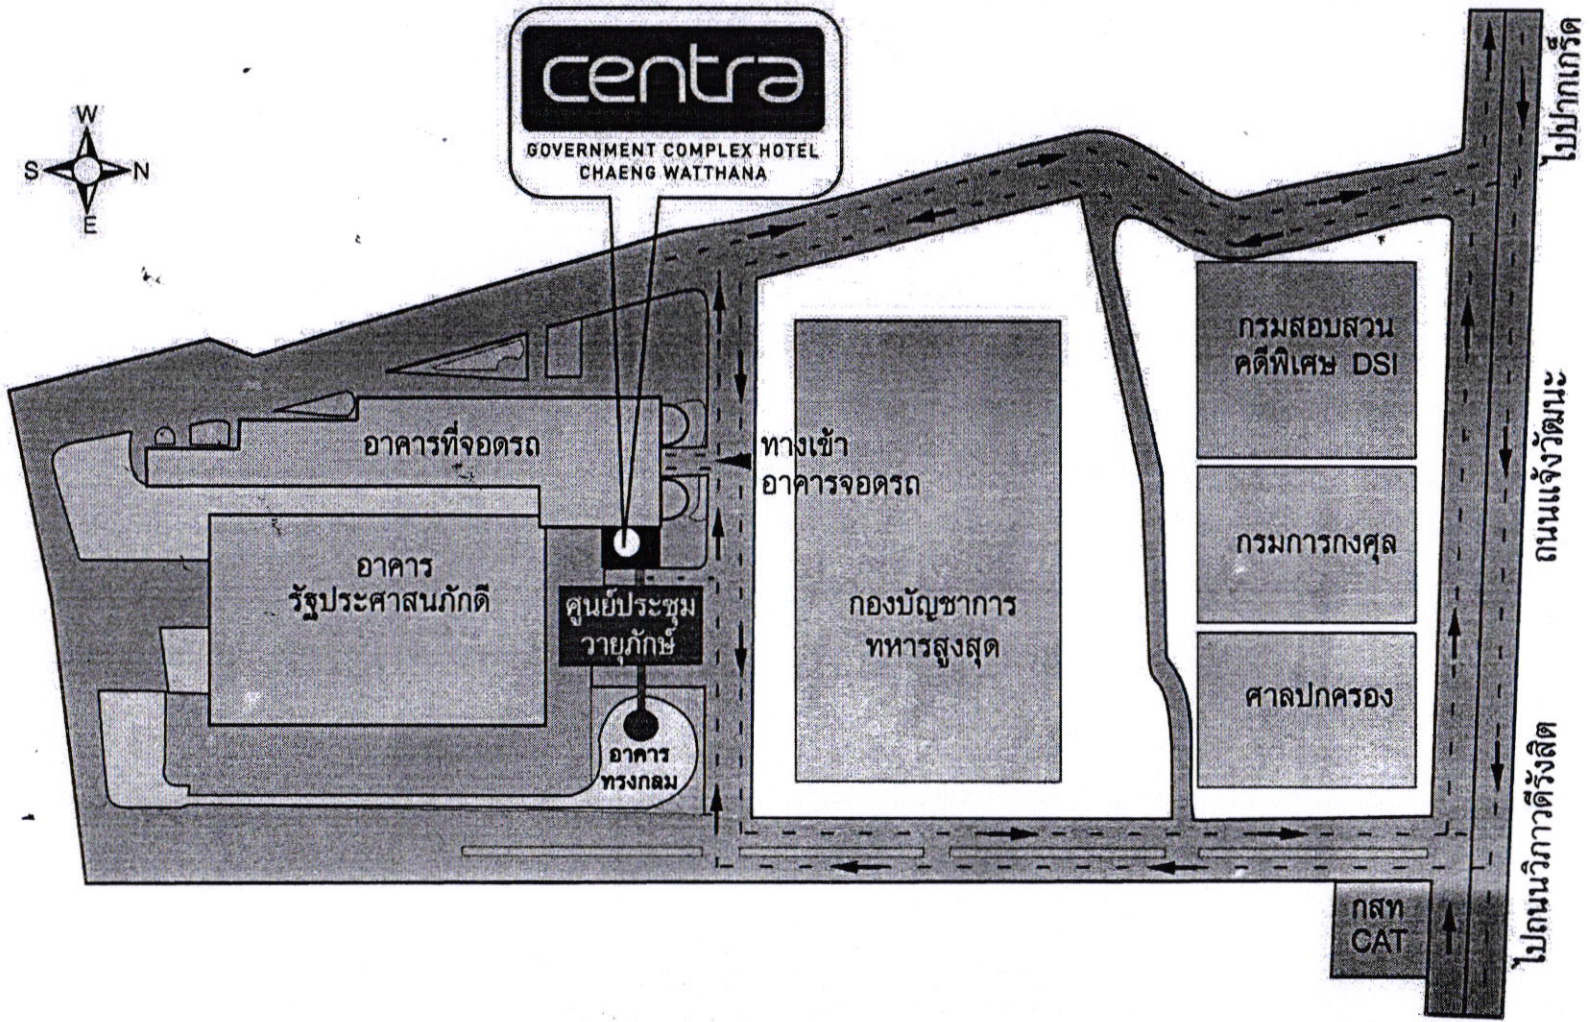 centra
GOVERNMENT COMPLEX HOTEL
CHAENG WATTHANA
W
S
N
E
ไปปากเกร็ด
กรมสอบสวน
คดีพิเศษ DSI
อาคารที่จอดรถ
ทางเข้า
อาคารจอดรถ
ถนนแจ้งวัฒนะ
กรมการกงศุล
อาคาร
รัฐประศาสนภักดี
ศูนย์ประชุม
วายุภักษ์
กองบัญชาการ
ทหารสูงสุด
ศาลปกครอง
อาคาร
ทรงกลม
ไปถนนวิภาวดีรังสิต
กสท
CAT